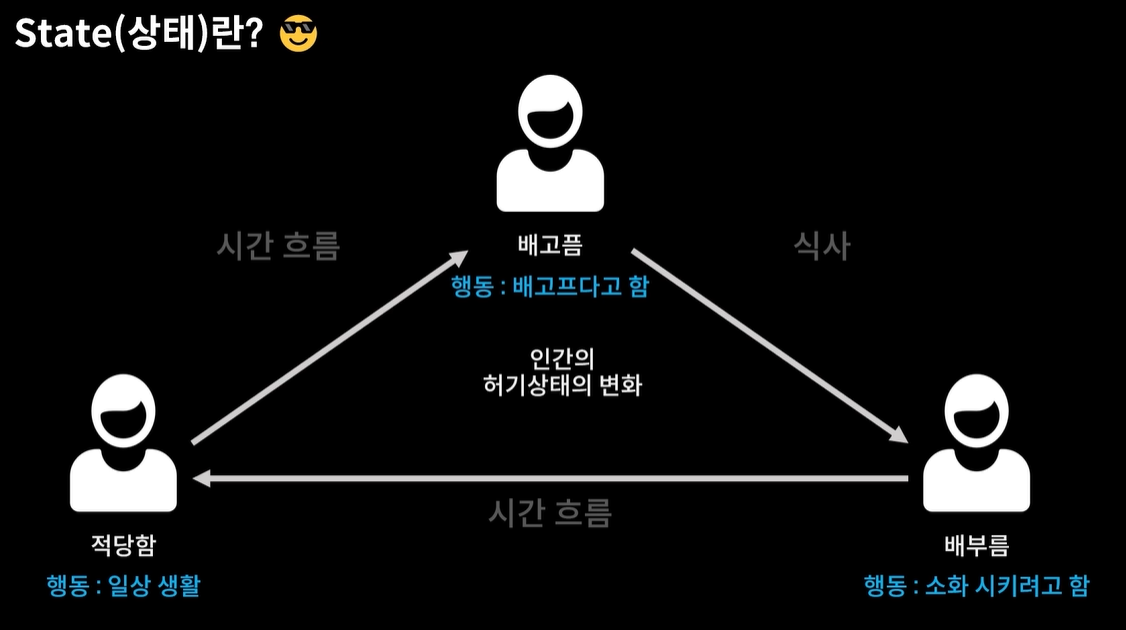 State(상태)란? 😎
시간 흐름
배고픔
식사
행동 : 배고프다고 함
인간의
허기상태의 변화
시간 흐름
적당함
행동 : 일상 생활
배부름
행동 : 소화 시키려고 함